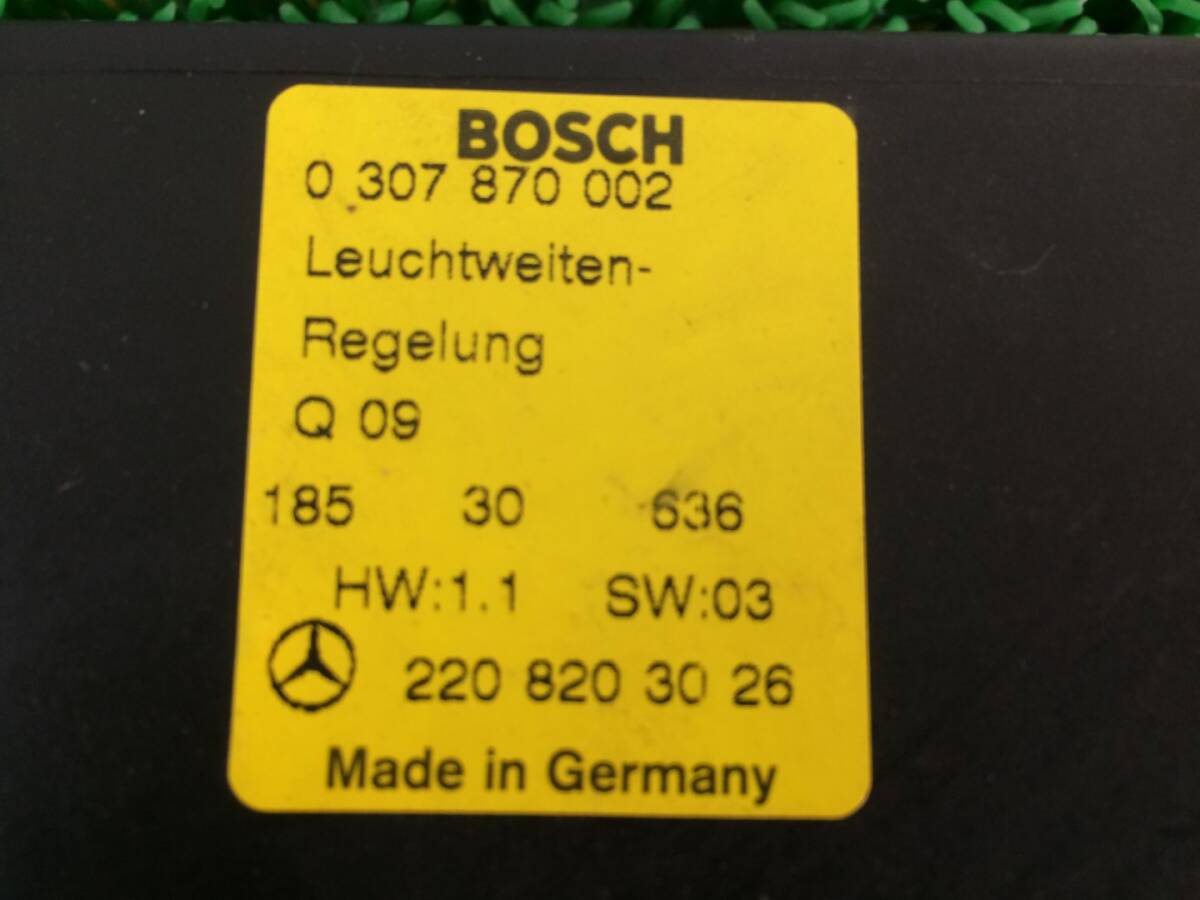 BOSCH
0 307 870 002
Leuchtweiten-
Regelung
Q 09
185 30 636
HW:1.1 SW:03
220 820 30 26
Made in Germany